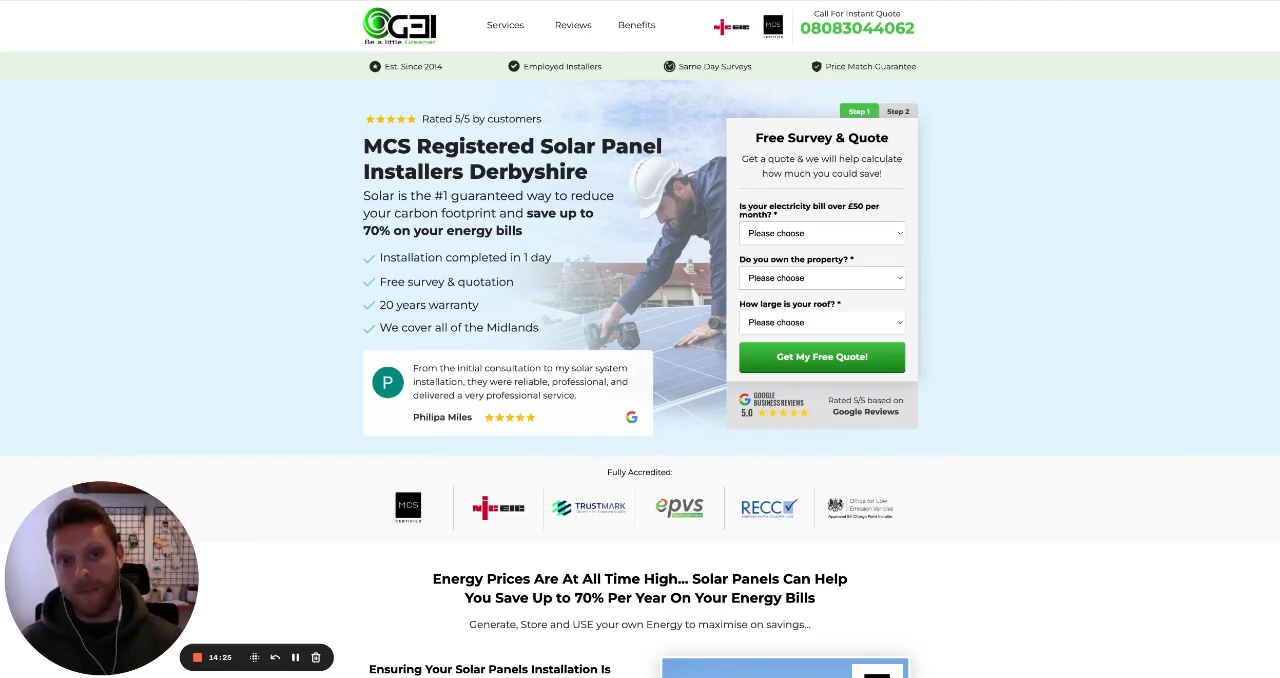 GEI
Be a little Greener
Services
Reviews
Benefits
NICEIC
MCS
CERTIFIED
Call For Instant Quote
08083044062
Est. Since 2014
Employed Installers
Same Day Surveys
Price Match Guarantee
Rated 5/5 by customers
MCS Registered Solar Panel
Installers Derbyshire
Solar is the #1 guaranteed way to reduce
your carbon footprint and save up to
70% on your energy bills
Installation completed in 1 day
Free survey & quotation
20 years warranty
We cover all of the Midlands
P
From the initial consultation to my solar system
installation, they were reliable, professional, and
delivered a very professional service.
Philipa Miles
Step 1
Step 2
Free Survey & Quote
Get a quote & we will help calculate
how much you could save!
Is your electricity bill over £50 per
month? *
Please choose
Do you own the property? *
Please choose
How large is your roof? *
Please choose
Get My Free Quote!
GOOGLE
BUSINESS REVIEWS
5.0
Rated 5/5 based on
Google Reviews
Fully Accredited:
MCS
CERTIFIED
NICEIC
TRUSTMARK
epvs
RECC
Office for Low
Emission Vehicles
Approved EV Charge Point Installer
Energy Prices Are At All Time High... Solar Panels Can Help
You Save Up to 70% Per Year On Your Energy Bills
Generate, Store and USE your own Energy to maximise on savings...
Ensuring Your Solar Panels Installation Is
14:25